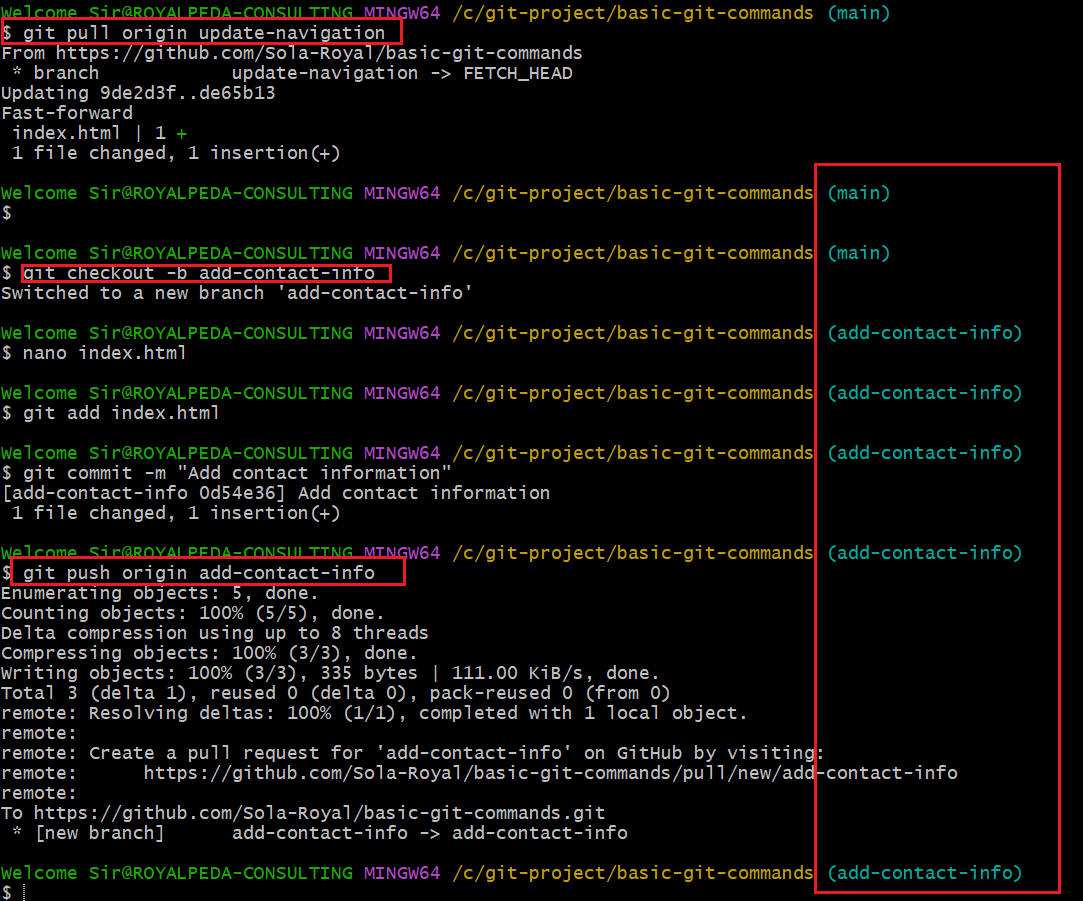 Welcome Sir@ROYALPEDA-CONSULTING MINGW64 /c/git-project/basic-git-commands (main)
$ git pull origin update-navigation
From https://github.com/Sola-Royal/basic-git-commands
 * branch            update-navigation -> FETCH_HEAD
Updating 9de2d3f..de65b13
Fast-forward
 index.html | 1 +
 1 file changed, 1 insertion(+)
Welcome Sir@ROYALPEDA-CONSULTING MINGW64 /c/git-project/basic-git-commands (main)
$
Welcome Sir@ROYALPEDA-CONSULTING MINGW64 /c/git-project/basic-git-commands (main)
$ git checkout -b add-contact-info
Switched to a new branch 'add-contact-info'
Welcome Sir@ROYALPEDA-CONSULTING MINGW64 /c/git-project/basic-git-commands (add-contact-info)
$ nano index.html
Welcome Sir@ROYALPEDA-CONSULTING MINGW64 /c/git-project/basic-git-commands (add-contact-info)
$ git add index.html
Welcome Sir@ROYALPEDA-CONSULTING MINGW64 /c/git-project/basic-git-commands (add-contact-info)
$ git commit -m "Add contact information"
[add-contact-info 0d54e36] Add contact information
 1 file changed, 1 insertion(+)
Welcome Sir@ROYALPEDA-CONSULTING MINGW64 /c/git-project/basic-git-commands (add-contact-info)
$ git push origin add-contact-info
Enumerating objects: 5, done.
Counting objects: 100% (5/5), done.
Delta compression using up to 8 threads
Compressing objects: 100% (3/3), done.
Writing objects: 100% (3/3), 335 bytes | 111.00 KiB/s, done.
Total 3 (delta 1), reused 0 (delta 0), pack-reused 0 (from 0)
remote: Resolving deltas: 100% (1/1), completed with 1 local object.
remote:
remote: Create a pull request for 'add-contact-info' on GitHub by visiting:
remote:      https://github.com/Sola-Royal/basic-git-commands/pull/new/add-contact-info
remote:
To https://github.com/Sola-Royal/basic-git-commands.git
 * [new branch]      add-contact-info -> add-contact-info
Welcome Sir@ROYALPEDA-CONSULTING MINGW64 /c/git-project/basic-git-commands (add-contact-info)
$